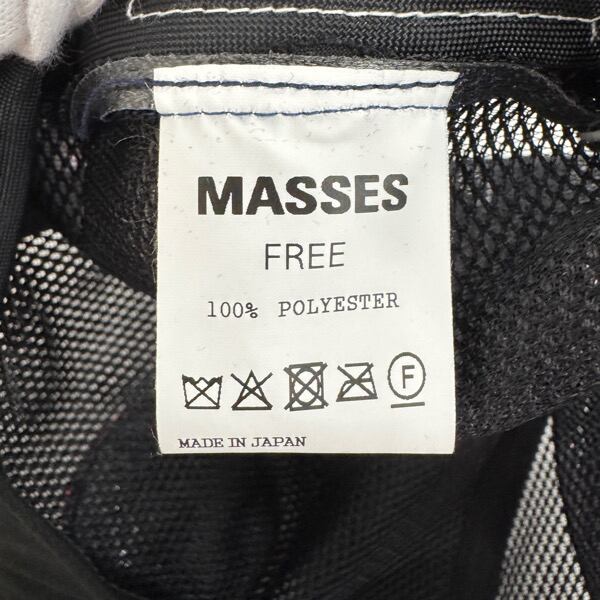 MASSES
FREE
100% POLYESTER
F
MADE IN JAPAN